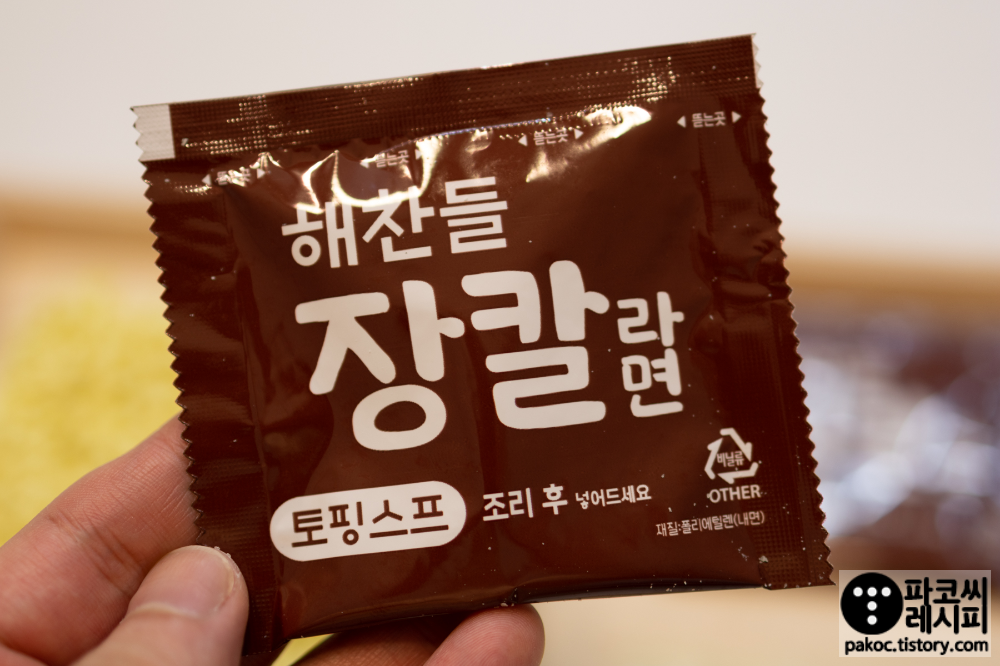 ◀ 뜯는곳 ▶ ◀ 뜯는곳 ▶ ◀ 뜯는곳 ▶ ◀ 뜯는곳 ▶
해찬들
장칼라면
토핑스프 조리 후 넣어드세요
비닐류
OTHER
재질:폴리에틸렌(내면)
파코씨
레시피
pakoc.tistory.com